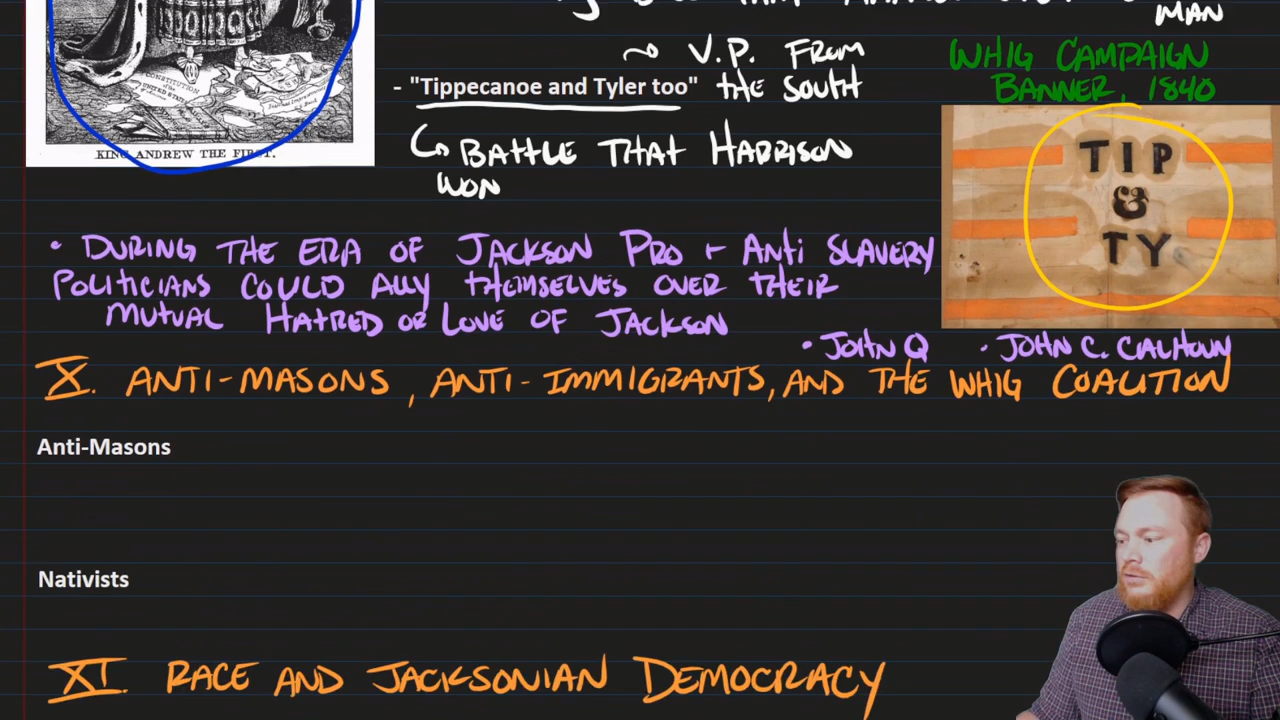 MAN
~> V.P. FROM
THE SOUTH
- "Tippecanoe and Tyler too"
WHIG CAMPAIGN
BANNER, 1840
CONSTITUTION
UNITED STATES
KING ANDREW THE FIRST.
↳ BATTLE THAT HARRISON
WON
TIP
&
TY
• DURING THE ERA OF JACKSON PRO + ANTI SLAVERY
POLITICIANS COULD ALLY THEMSELVES OVER THEIR
MUTUAL HATRED OR LOVE OF JACKSON
• JOHN Q • JOHN C. CALHOUN
X. ANTI-MASONS, ANTI-IMMIGRANTS, AND THE WHIG COALITION
Anti-Masons
Nativists
XI. RACE AND JACKSONIAN DEMOCRACY